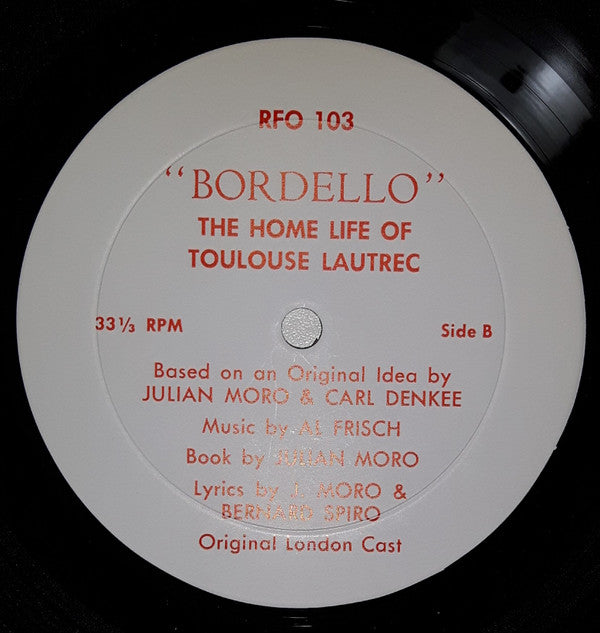 RFO 103
"BORDELLO"
THE HOME LIFE OF
TOULOUSE LAUTREC
33⅓ RPM
Side B
Based on an Original Idea by
JULIAN MORO & CARL DENKEE
Music by AL FRISCH
Book by JULIAN MORO
Lyrics by J. MORO &
BERNARD SPIRO
Original London Cast